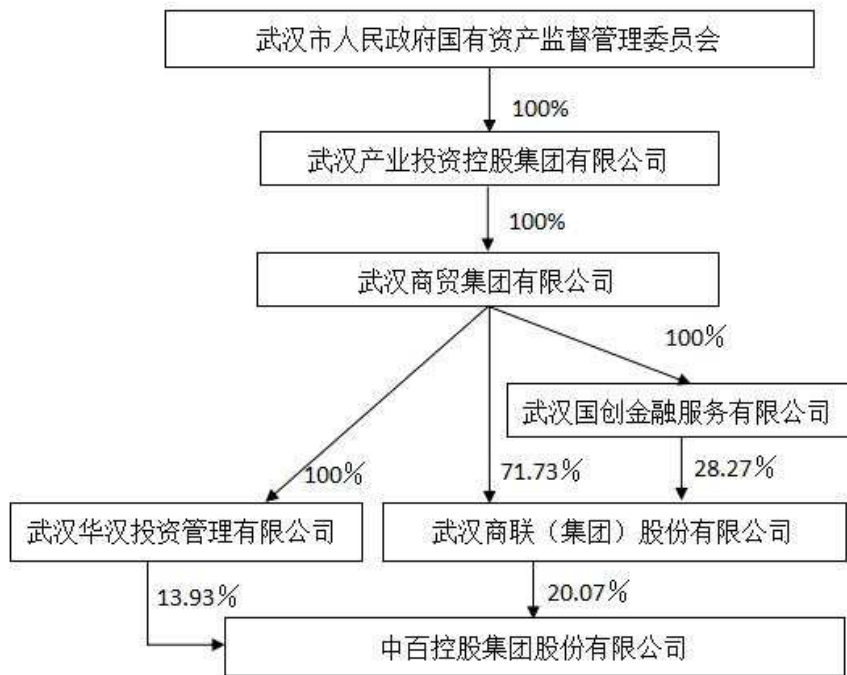 武汉市人民政府国有资产监督管理委员会
100%
武汉产业投资控股集团有限公司
100%
武汉商贸集团有限公司
100%
武汉国创金融服务有限公司
100%
71.73%
28.27%
武汉华汉投资管理有限公司
武汉商联（集团）股份有限公司
13.93%
20.07%
中百控股集团股份有限公司